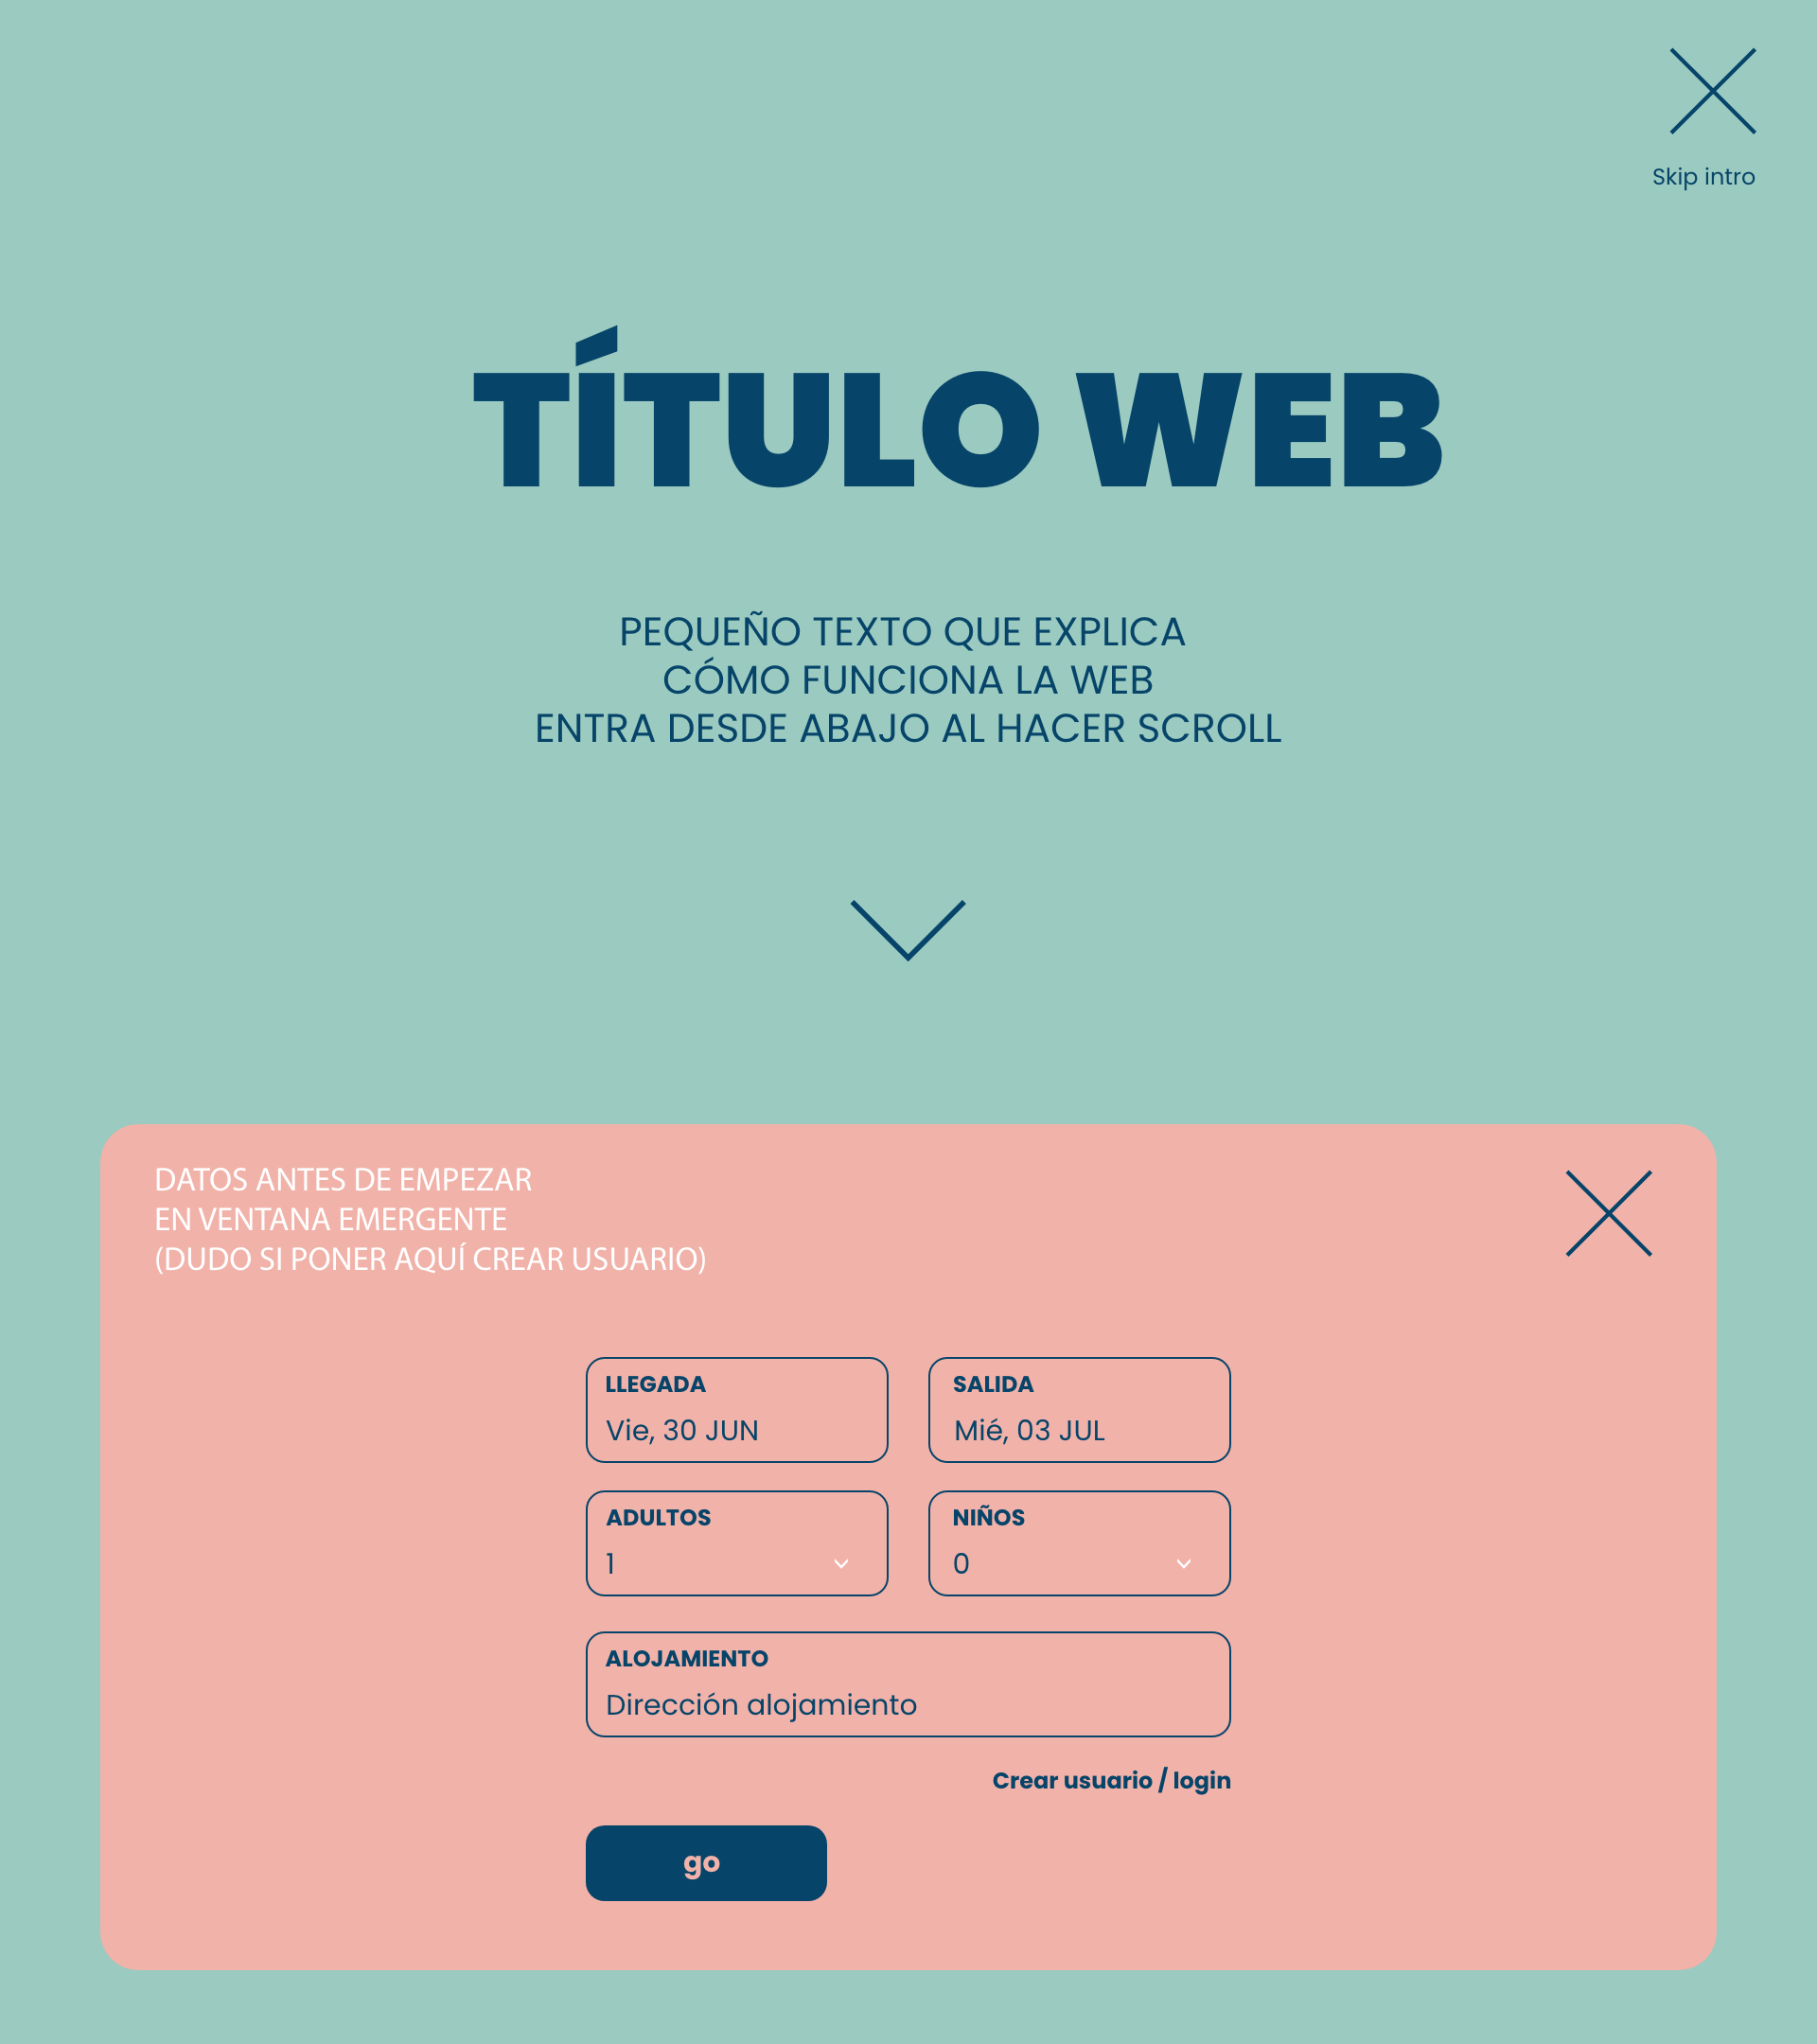 Skip intro
TÍTULO WEB
PEQUEÑO TEXTO QUE EXPLICA
CÓMO FUNCIONA LA WEB
ENTRA DESDE ABAJO AL HACER SCROLL
DATOS ANTES DE EMPEZAR
EN VENTANA EMERGENTE
(DUDO SI PONER AQUÍ CREAR USUARIO)
LLEGADA
Vie, 30 JUN
SALIDA
Mié, 03 JUL
ADULTOS
1
NIÑOS
0
ALOJAMIENTO
Dirección alojamiento
Crear usuario / login
go